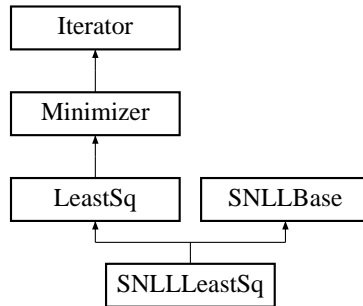 Iterator
Minimizer
LeastSq
SNLLBase
SNLLLeastSq